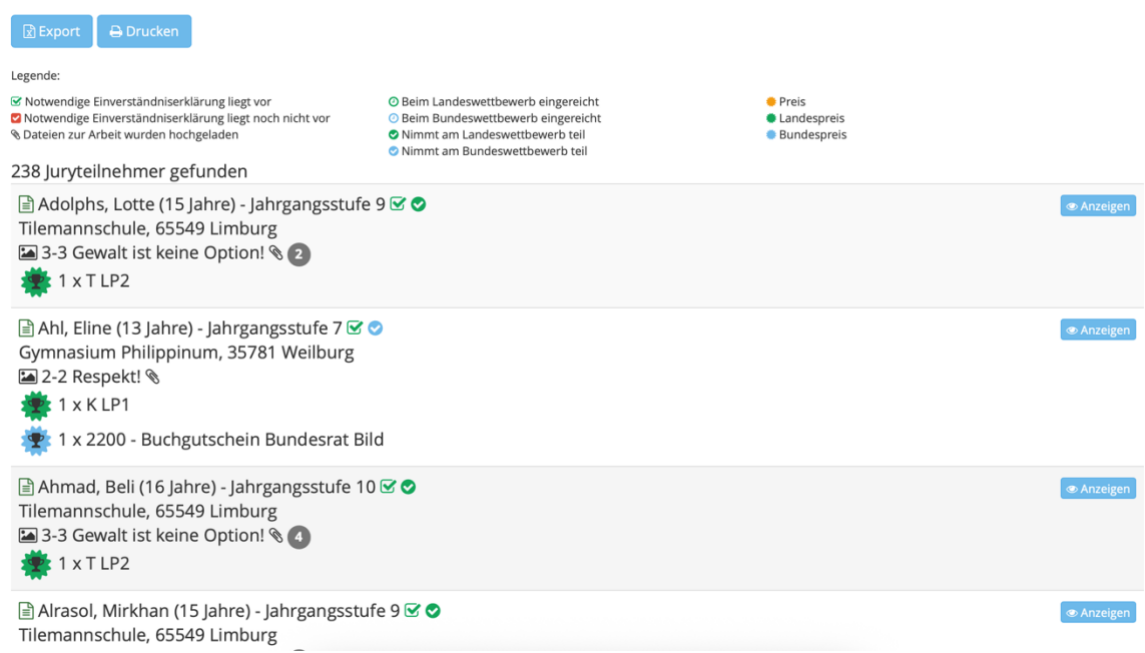 Export Drucken
Legende:
Notwendige Einverständniserklärung liegt vor
Notwendige Einverständniserklärung liegt noch nicht vor
Dateien zur Arbeit wurden hochgeladen
Beim Landeswettbewerb eingereicht
Beim Bundeswettbewerb eingereicht
Nimmt am Landeswettbewerb teil
Nimmt am Bundeswettbewerb teil
Preis
Landespreis
Bundespreis
238 Juryteilnehmer gefunden
Adolphs, Lotte (15 Jahre) - Jahrgangsstufe 9 Anzeigen
Tilemannschule, 65549 Limburg
3-3 Gewalt ist keine Option! 2
1 x T LP2
Ahl, Eline (13 Jahre) - Jahrgangsstufe 7 Anzeigen
Gymnasium Philippinum, 35781 Weilburg
2-2 Respekt!
1 x K LP1
1 x 2200 - Buchgutschein Bundesrat Bild
Ahmad, Beli (16 Jahre) - Jahrgangsstufe 10 Anzeigen
Tilemannschule, 65549 Limburg
3-3 Gewalt ist keine Option! 4
1 x T LP2
Alrasol, Mirkhan (15 Jahre) - Jahrgangsstufe 9 Anzeigen
Tilemannschule, 65549 Limburg